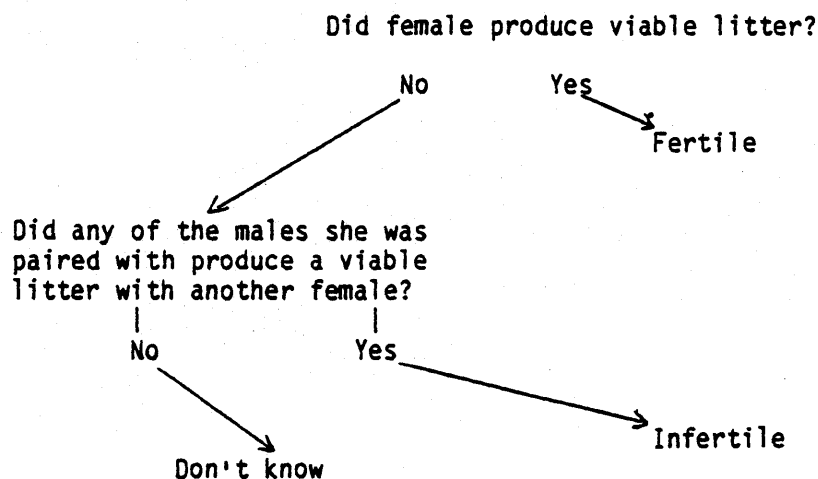 Did female produce viable litter?
No Yes
Fertile
Did any of the males she was
paired with produce a viable
litter with another female?
No Yes
Infertile
Don't know